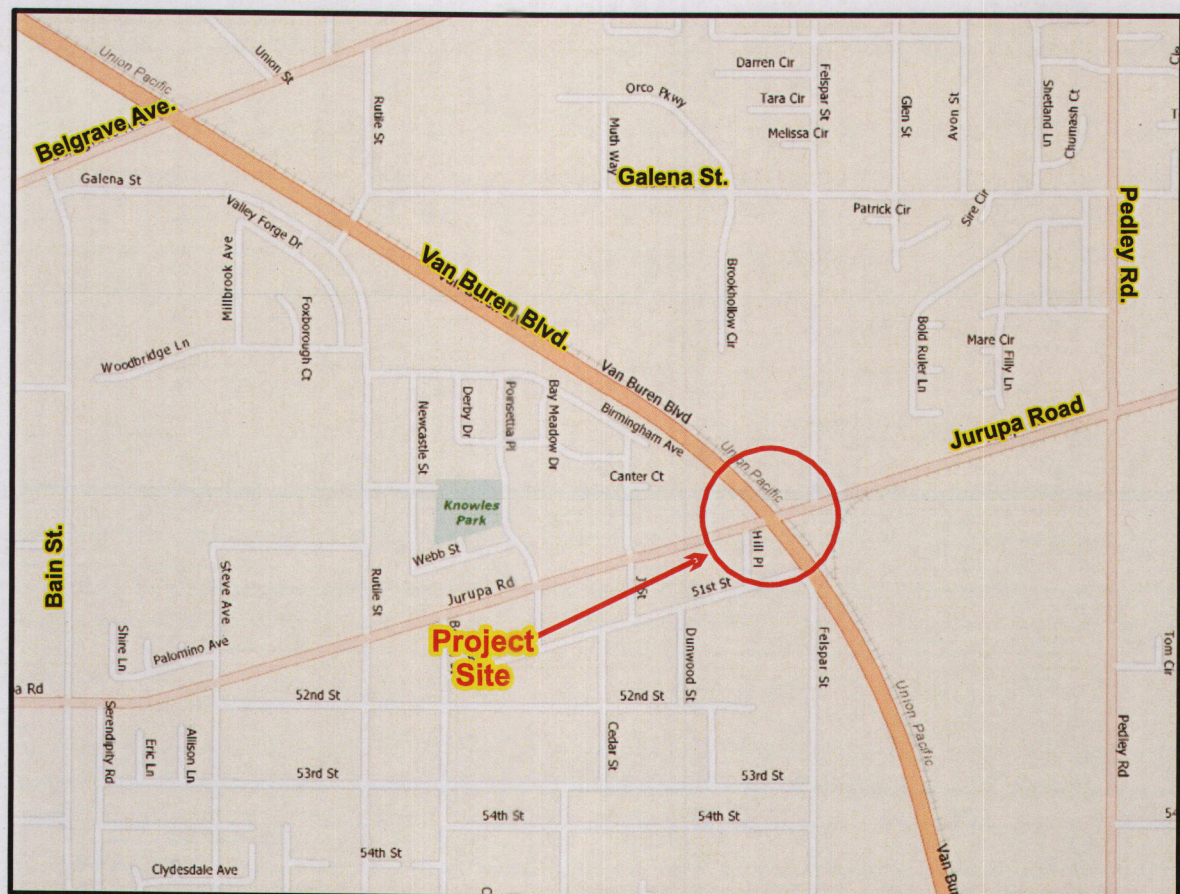 Union Pacific
Union St
Belgrave Ave.
Rutile St
Orco Pkwy
Darren Cir
Tara Cir
Melissa Cir
Felspar St
Glen St
Avon St
Shetland Ln
Chumash Ct
Muth Way
Galena St.
Galena St
Valley Forge Dr
Millbrook Ave
Foxborough Ct
Woodbridge Ln
Van Buren Blvd.
Patrick Cir
Sire Cir
Pedley Rd.
Brookhollow Cir
Bold Ruler Ln
Mare Cir
Filly Ln
Van Buren Blvd
Birmingham Ave
Newcastle St
Derby Dr
Poinsettia Pl
Bay Meadow Dr
Canter Ct
Union Pacific
Jurupa Road
Knowles
Park
Webb St
Hill Pl
Bain St.
Steve Ave
Rutile St
Jurupa Rd
J St
51st St
Project
Site
Shire Ln
Palomino Ave
Dunwood St
Felspar St
Union Pacific
Tom Cir
a Rd
52nd St
52nd St
Serendipity Rd
Eric Ln
Allison Ln
Cedar St
Pedley Rd
53rd St
53rd St
54th St
54th St
54
54th St
Clydesdale Ave
Van Bu